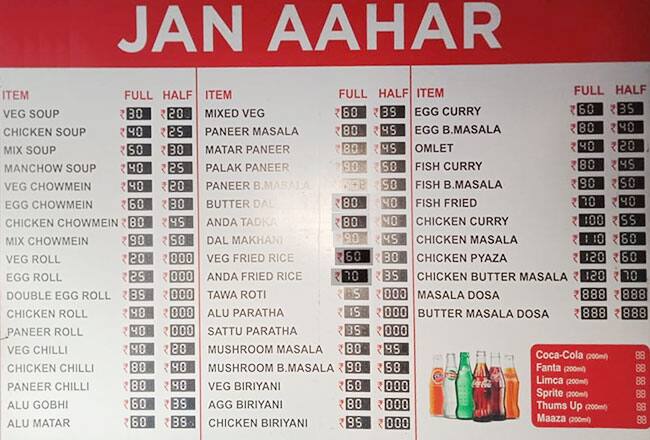 JAN AAHAR
ITEM FULL HALF
VEG SOUP ₹30 ₹20
CHICKEN SOUP ₹40 ₹25
MIX SOUP ₹50 ₹30
MANCHOW SOUP ₹40 ₹25
VEG CHOWMEIN ₹40 ₹20
EGG CHOWMEIN ₹60 ₹30
CHICKEN CHOWMEIN ₹80 ₹45
MIX CHOWMEIN ₹90 ₹50
VEG ROLL ₹20 ₹000
EGG ROLL ₹25 ₹000
DOUBLE EGG ROLL ₹35 ₹000
CHICKEN ROLL ₹40 ₹000
PANEER ROLL ₹40 ₹000
VEG CHILLI ₹40 ₹20
CHICKEN CHILLI ₹80 ₹40
PANEER CHILLI ₹80 ₹40
ALU GOBHI ₹60 ₹35
ALU MATAR ₹60
ITEM FULL HALF
MIXED VEG ₹60
PANEER MASALA ₹80 ₹45
MATAR PANEER ₹80 ₹45
PALAK PANEER ₹90 ₹50
PANEER B.MASALA ₹50
BUTTER DAL ₹80 ₹40
ANDA TADKA ₹80 ₹40
DAL MAKHANI ₹90 ₹45
VEG FRIED RICE ₹60 ₹30
ANDA FRIED RICE ₹70 ₹35
TAWA ROTI ₹000
ALU PARATHA ₹15 ₹000
SATTU PARATHA ₹35 ₹000
MUSHROOM MASALA ₹80 ₹45
MUSHROOM B.MASALA ₹60
VEG BIRIYANI ₹60 ₹000
AGG BIRIYANI ₹80 ₹000
CHICKEN BIRIYANI ₹95 ₹000
ITEM FULL HALF
EGG CURRY ₹60 ₹35
EGG B.MASALA ₹80 ₹40
OMLET ₹40 ₹20
FISH CURRY ₹80 ₹45
FISH B.MASALA ₹90 ₹50
FISH FRIED ₹70 ₹40
CHICKEN CURRY ₹100 ₹55
CHICKEN MASALA ₹110 ₹60
CHICKEN PYAZA ₹120 ₹60
CHICKEN BUTTER MASALA ₹120 ₹70
MASALA DOSA ₹888 ₹888
BUTTER MASALA DOSA ₹888 ₹888
Coca-Cola (200ml) 88
Fanta (200ml) 88
Limca (200ml) 88
Sprite (200ml) 88
Thums Up (200ml) 88
Maaza (200ml) 88